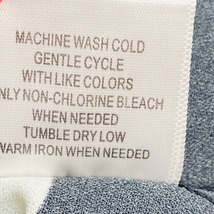 MACHINE WASH COLD
GENTLE CYCLE
WITH LIKE COLORS
ONLY NON-CHLORINE BLEACH
WHEN NEEDED
TUMBLE DRY LOW
WARM IRON WHEN NEEDED